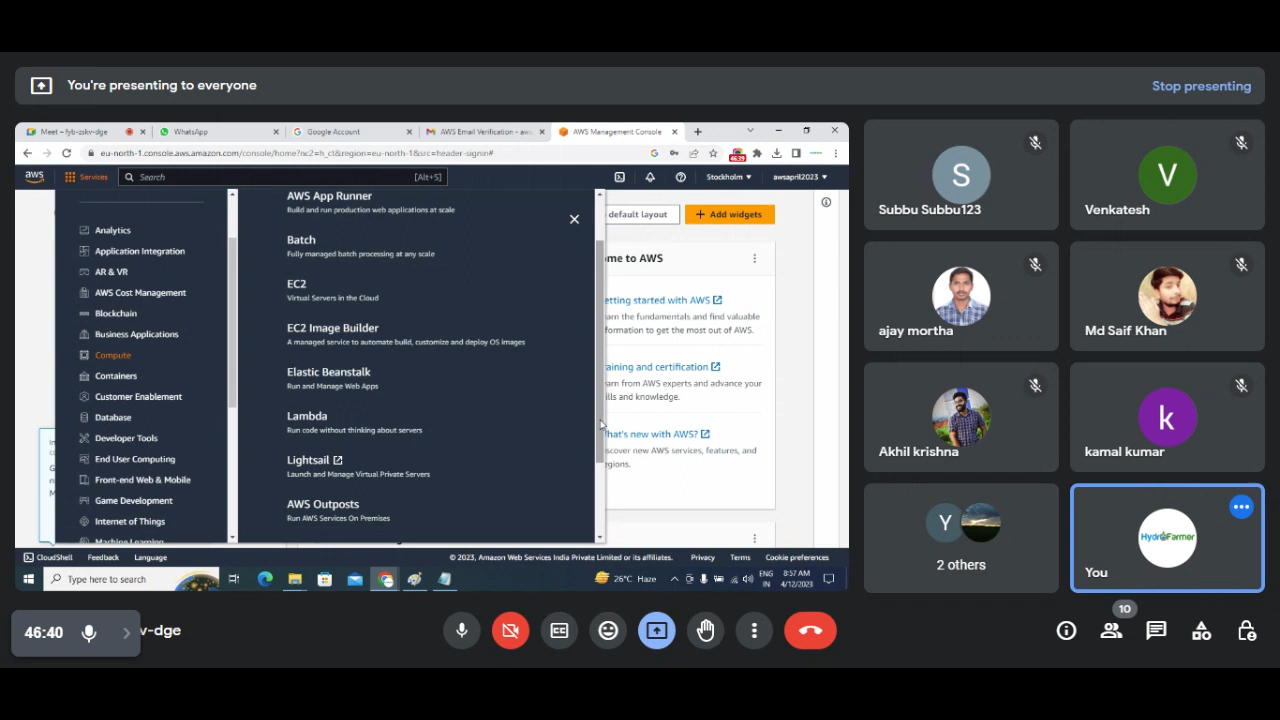 You're presenting to everyone
Stop presenting
Meet – fyb-zskv-dge
WhatsApp
Google Account
AWS Email Verification - aws
AWS Management Console
eu-north-1.console.aws.amazon.com/console/home?nc2=h_ct&region=eu-north-1&src=header-signin#
4639
aws
Services
Search
[Alt+S]
Stockholm
awsapril2023
Analytics
Application Integration
AR & VR
AWS Cost Management
Blockchain
Business Applications
Compute
Containers
Customer Enablement
Database
Developer Tools
End User Computing
Front-end Web & Mobile
Game Development
Internet of Things
Machine Learning
AWS App Runner
Build and run production web applications at scale
Batch
Fully managed batch processing at any scale
EC2
Virtual Servers in the Cloud
EC2 Image Builder
A managed service to automate build, customize and deploy OS images
Elastic Beanstalk
Run and Manage Web Apps
Lambda
Run code without thinking about servers
Lightsail
Launch and Manage Virtual Private Servers
AWS Outposts
Run AWS Services On Premises
default layout
Add widgets
ome to AWS
etting started with AWS
arn the fundamentals and find valuable
formation to get the most out of AWS.
aining and certification
arn from AWS experts and advance your
ills and knowledge.
hat's new with AWS?
scover new AWS services, features, and
egions.
CloudShell
Feedback
Language
© 2023, Amazon Web Services India Private Limited or its affiliates.
Privacy
Terms
Cookie preferences
Type here to search
26°C Haze
ENG
IN
8:57 AM
4/12/2023
S
Subbu Subbu123
V
Venkatesh
ajay mortha
Md Saif Khan
Akhil krishna
k
kamal kumar
Y
2 others
HydroFarmer
You
46:40
v-dge
10